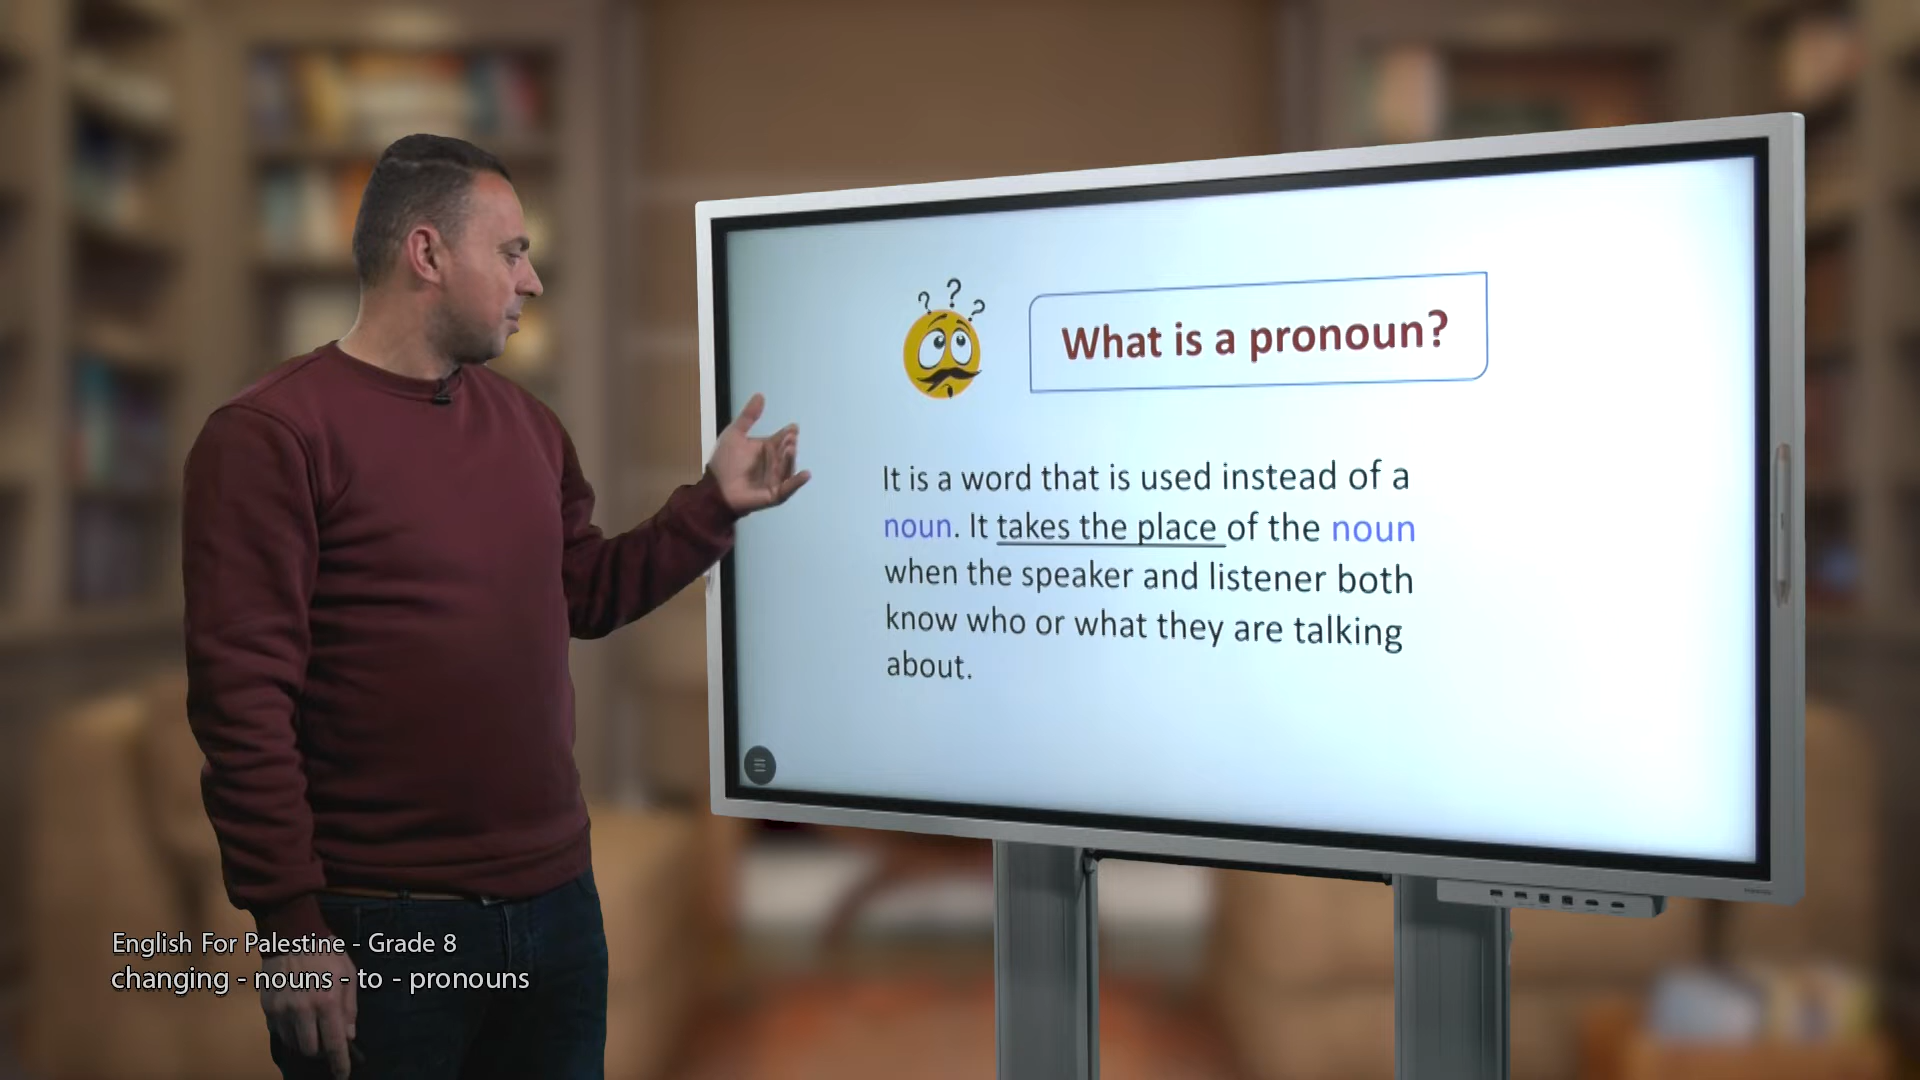 ? ? ?
What is a pronoun?
It is a word that is used instead of a
noun. It takes the place of the noun
when the speaker and listener both
know who or what they are talking
about.
English For Palestine - Grade 8
changing - nouns - to - pronouns